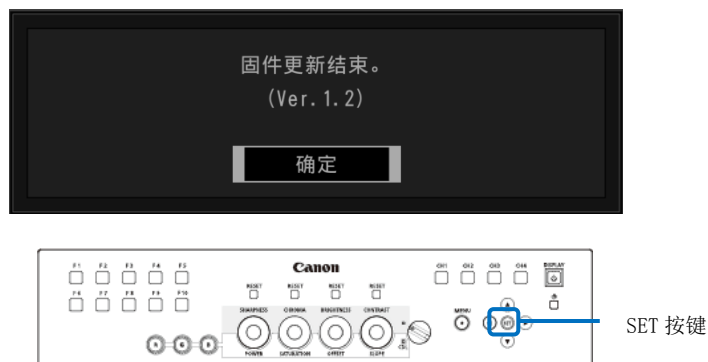 固件更新结束。
(Ver.1.2)
确定
F1 F2 F3 F4 F5
Canon
CH1 CH2 CH3 CH4 DISPLAY
F6 F7 F8 F9 F10
RESET RESET RESET RESET
SHARPNESS CHROMA BRIGHTNESS CONTRAST
MENU
SET
SET 按键
R G B
POWER SATURATION OFFSET SLOPE